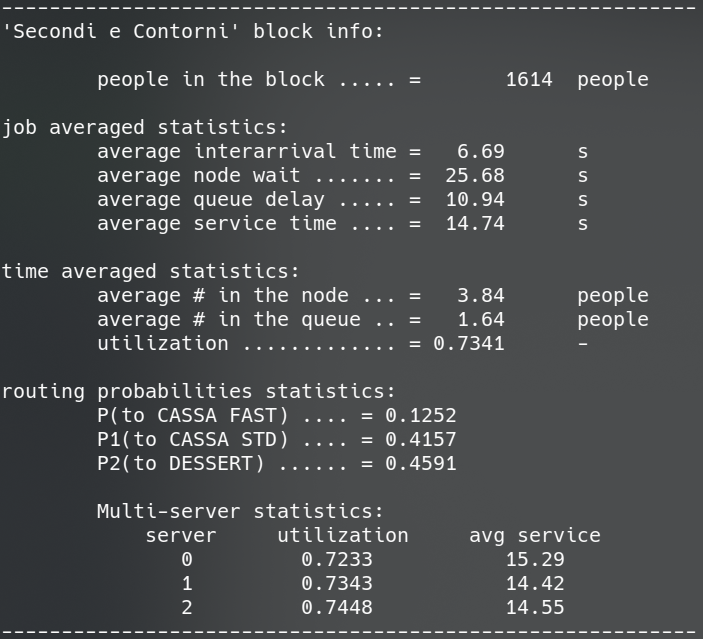 ----------------------------------------------------------
'Secondi e Contorni' block info:
people in the block ..... = 1614 people
job averaged statistics:
average interarrival time = 6.69 s
average node wait ....... = 25.68 s
average queue delay ..... = 10.94 s
average service time .... = 14.74 s
time averaged statistics:
average # in the node ... = 3.84 people
average # in the queue .. = 1.64 people
utilization ............. = 0.7341 -
routing probabilities statistics:
P(to CASSA FAST) .... = 0.1252
P1(to CASSA STD) .... = 0.4157
P2(to DESSERT) ...... = 0.4591
Multi-server statistics:
server utilization avg service
0 0.7233 15.29
1 0.7343 14.42
2 0.7448 14.55
----------------------------------------------------------